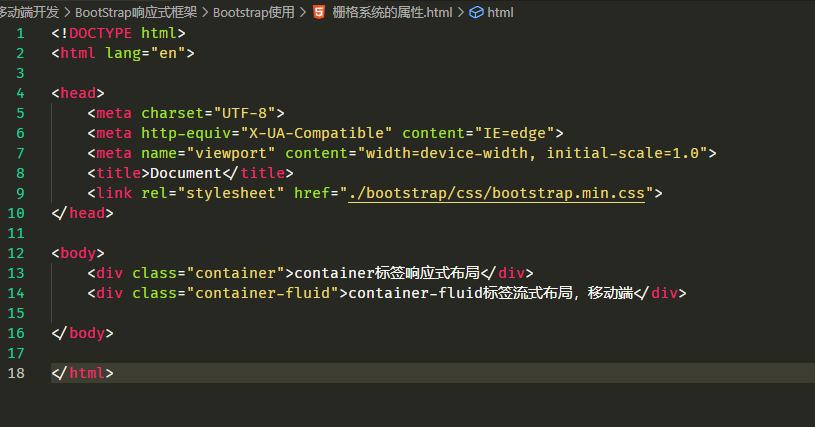 移动端开发 > BootStrap响应式框架 > Bootstrap使用 > 栅格系统的属性.html > html
1 <!DOCTYPE html>
2 <html lang="en">
3
4 <head>
5     <meta charset="UTF-8">
6     <meta http-equiv="X-UA-Compatible" content="IE=edge">
7     <meta name="viewport" content="width=device-width, initial-scale=1.0">
8     <title>Document</title>
9     <link rel="stylesheet" href="./bootstrap/css/bootstrap.min.css">
10 </head>
11
12 <body>
13     <div class="container">container标签响应式布局</div>
14     <div class="container-fluid">container-fluid标签流式布局，移动端</div>
15
16 </body>
17
18 </html>